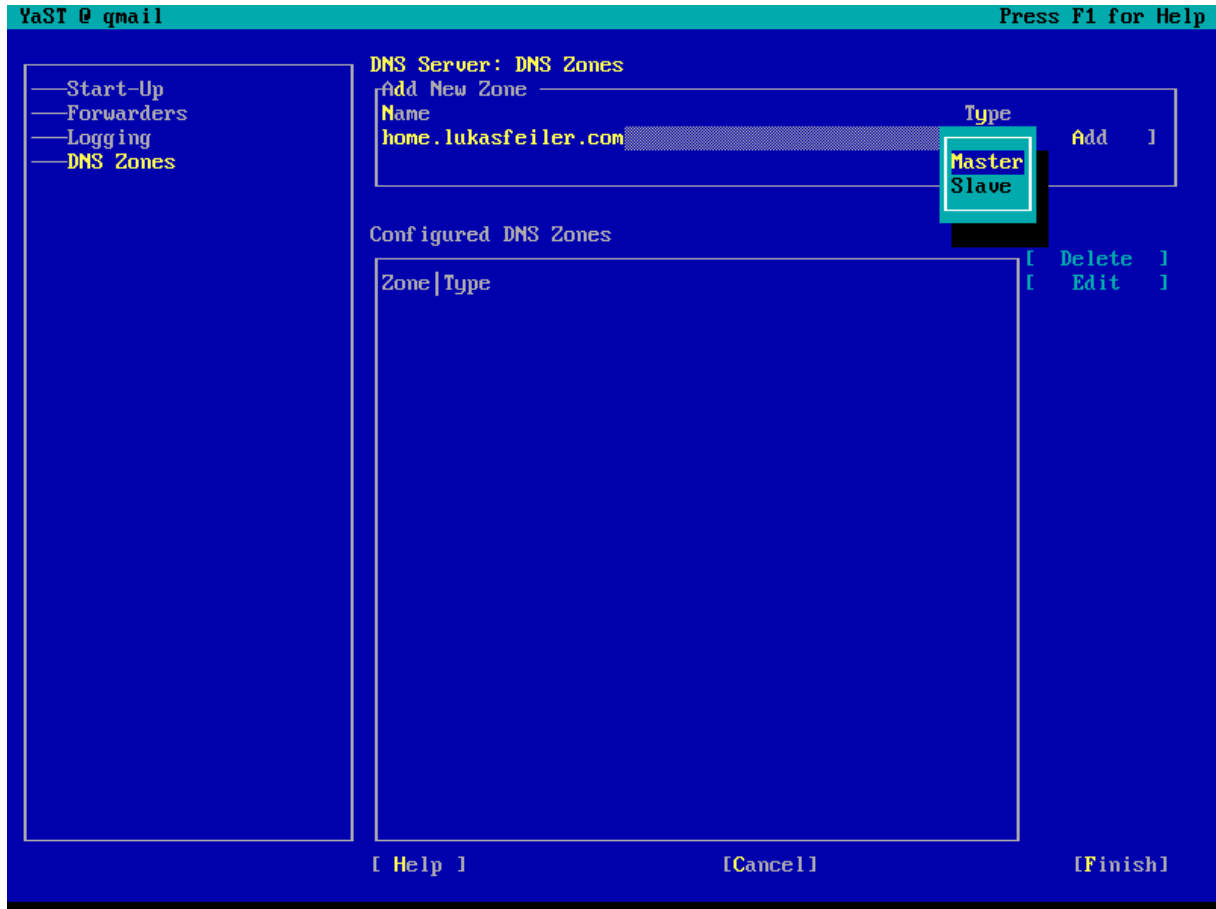 YaST @ qmail Press F1 for Help
DNS Server: DNS Zones
Start-Up
Forwarders
Logging
DNS Zones
Add New Zone
Name Type
home.lukasfeiler.com Add ]
Master
Slave
Configured DNS Zones
Zone|Type
[ Delete ]
[ Edit ]
[ Help ] [Cancel] [Finish]